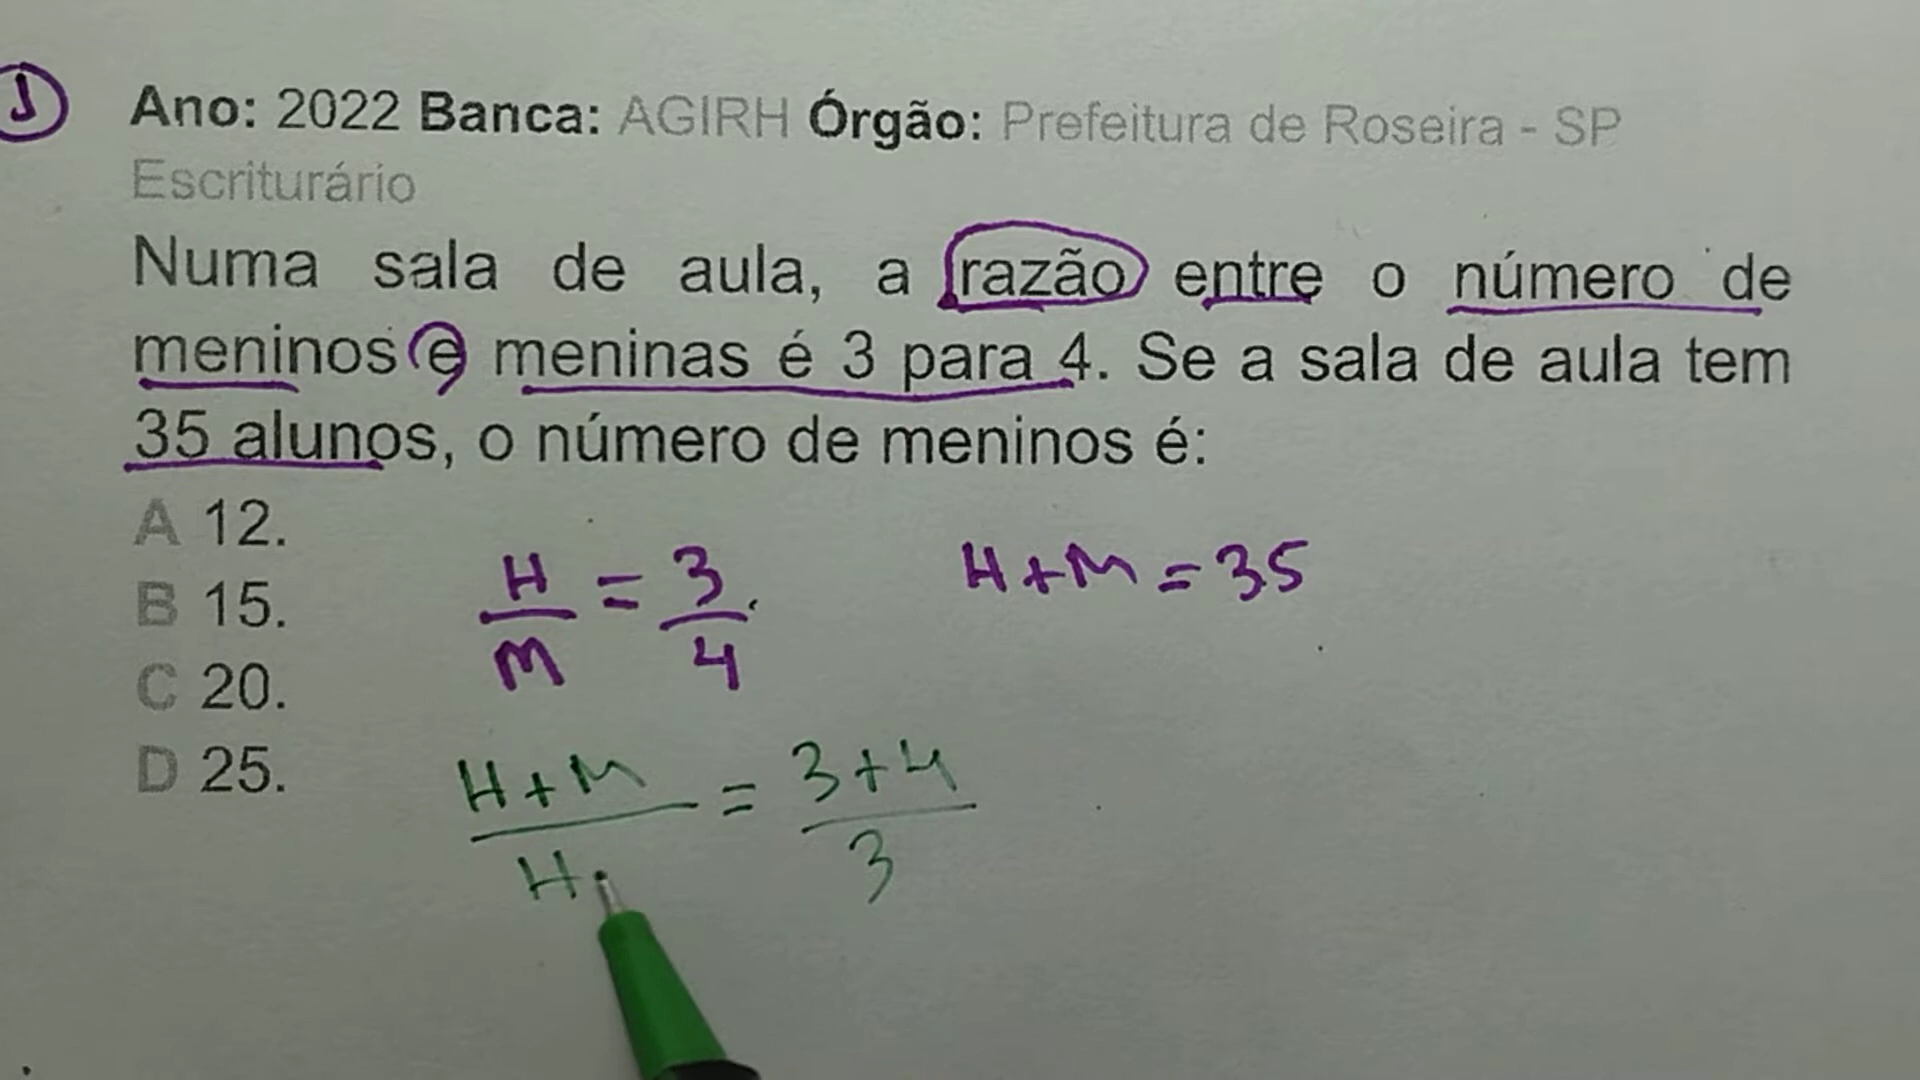 1
Ano: 2022 Banca: AGIRH Órgão: Prefeitura de Roseira - SP
Escriturário
Numa sala de aula, a razão entre o número de
meninos e meninas é 3 para 4. Se a sala de aula tem
35 alunos, o número de meninos é:
A 12.
B 15.
C 20.
D 25.
H/M = 3/4
H+M = 35
H+M/H = 3+4/3